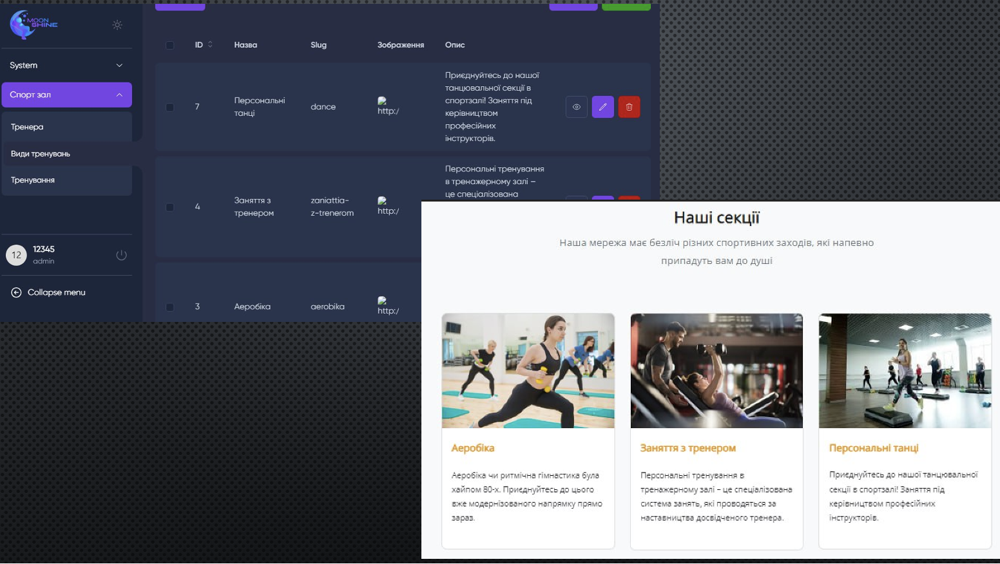 MOON
SHINE
System
Спорт зал
Тренера
Види тренувань
Тренування
12
12345
admin
Collapse menu
ID
Назва
Slug
Зображення
Опис
7
Персональні
танці
dance
http:/
Приєднуйтесь до нашої
танцювальної секції в
спортзалі! Заняття під
керівництвом
професійних
інструкторів.
4
Заняття з
тренером
zaniattia-
z-trenerom
http:/
Персональні тренування
в тренажерному залі –
це спеціалізована
3
Аеробіка
aerobika
http:/
Наші секції
Наша мережа має безліч різних спортивних заходів, які напевно
припадуть вам до душі
Аеробіка
Аеробіка чи ритмічна гімнастика була
хайпом 80-х. Приєднуйтесь до цього
вже модернізованого напрямку прямо
зараз.
Заняття з тренером
Персональні тренування в
тренажерному залі – це спеціалізована
система занять, які проводяться за
наставництва досвідченого тренера.
Персональні танці
Приєднуйтесь до нашої танцювальної
секції в спортзалі! Заняття під
керівництвом професійних
інструкторів.